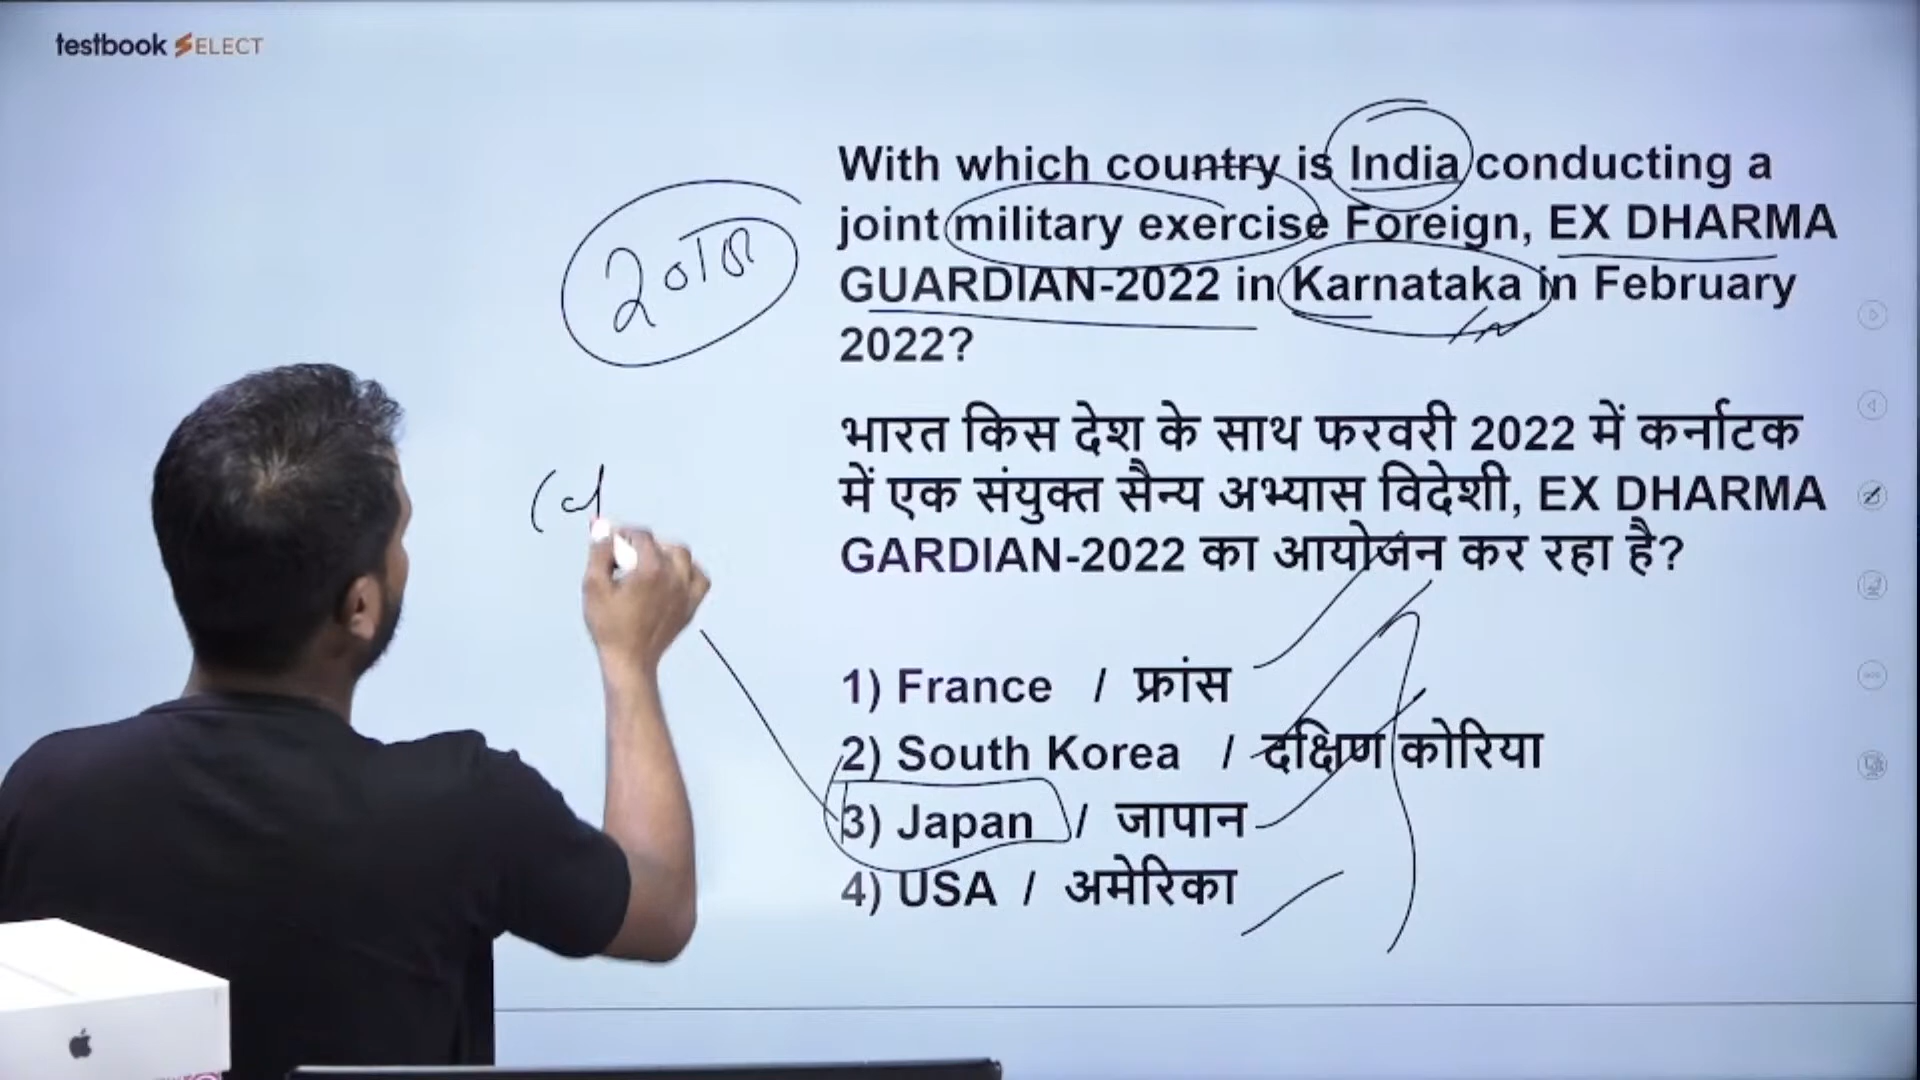 testbook SELECT
With which country is India conducting a
joint military exercise Foreign, EX DHARMA
GUARDIAN-2022 in Karnataka in February
2022?
भारत किस देश के साथ फरवरी 2022 में कर्नाटक
में एक संयुक्त सैन्य अभ्यास विदेशी, EX DHARMA
GARDIAN-2022 का आयोजन कर रहा है?
1) France / फ्रांस
2) South Korea / दक्षिण कोरिया
3) Japan / जापान
4) USA / अमेरिका